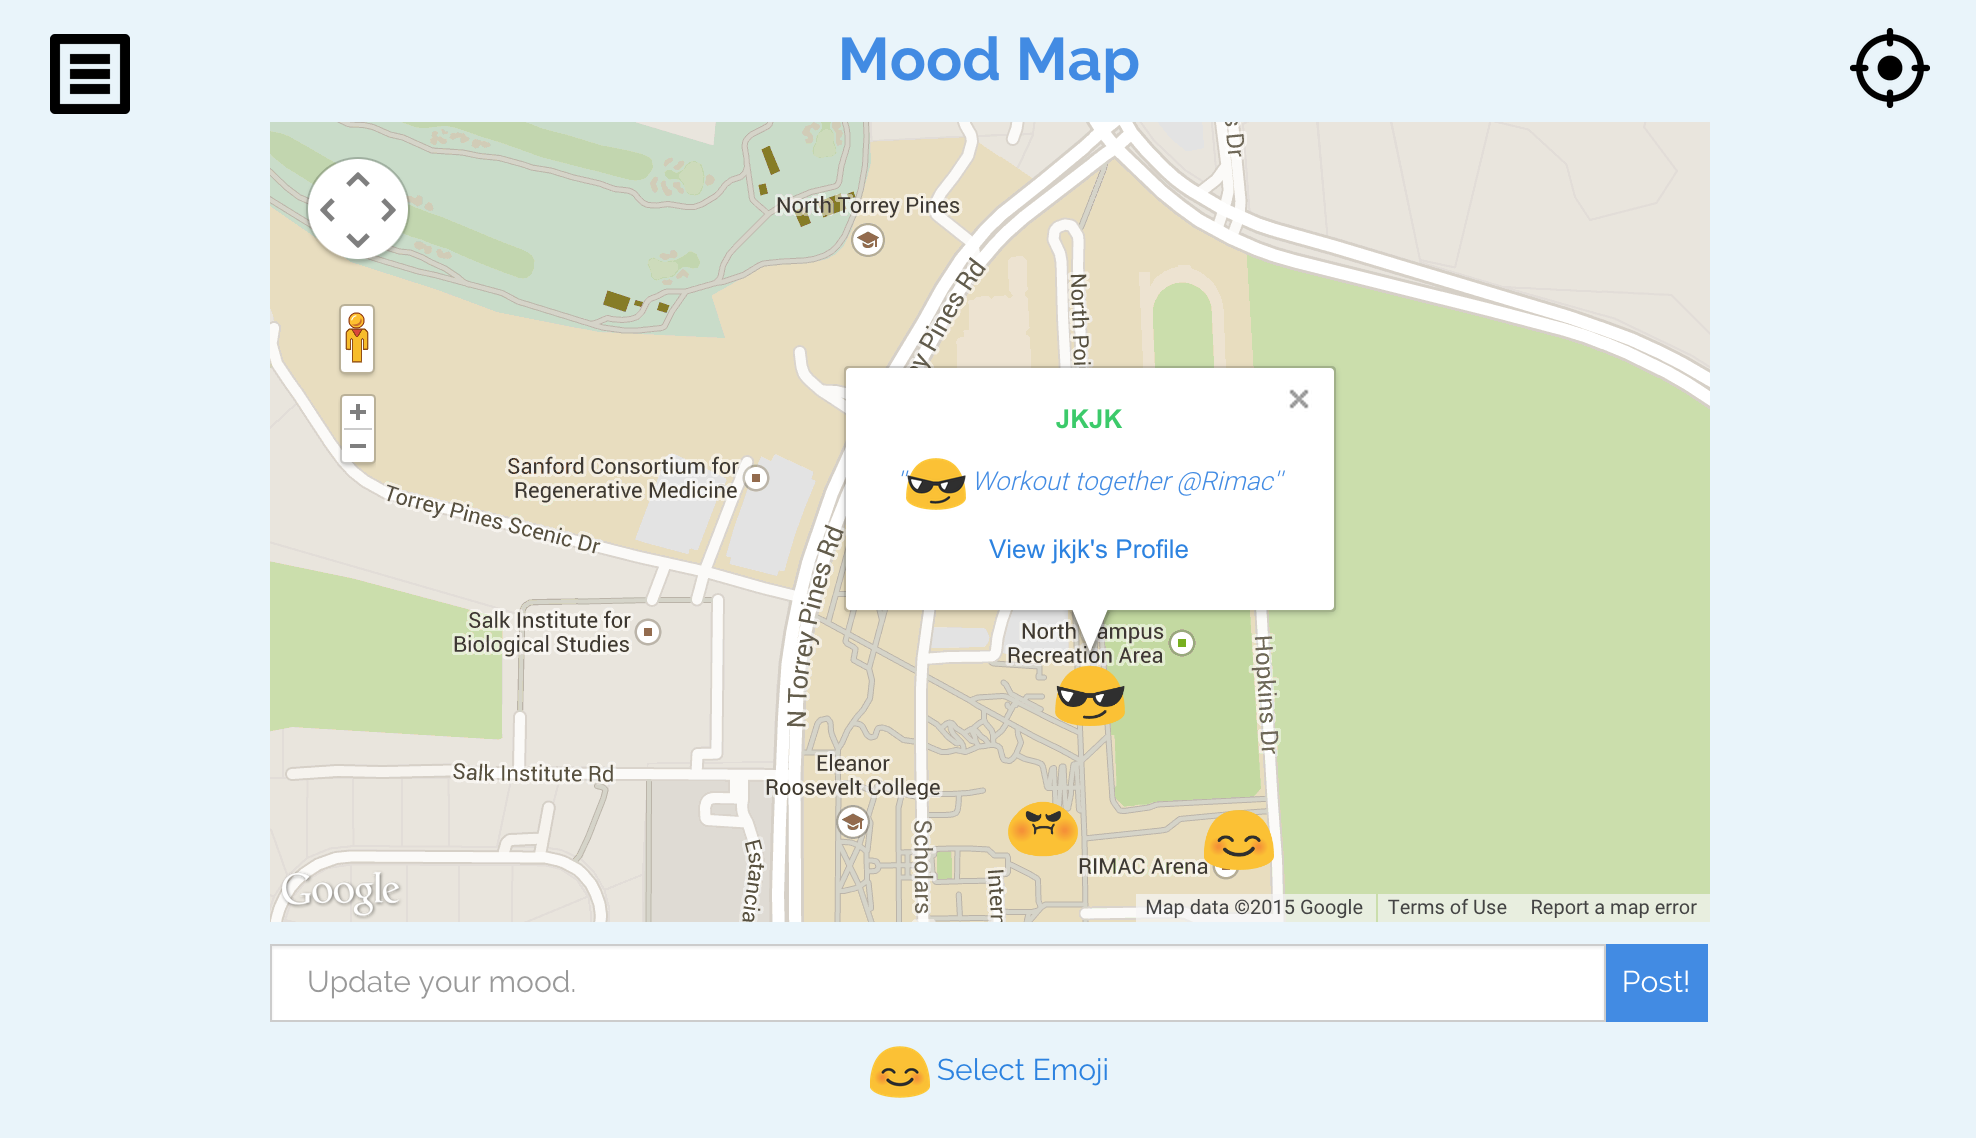 Mood Map
s Dr
North Torrey Pines
North Poi
ey Pines Rd
JKJK
" Workout together @Rimac"
View jkjk's Profile
Sanford Consortium for
Regenerative Medicine
Torrey Pines Scenic Dr
N Torrey Pines Rd
Salk Institute for
Biological Studies
North Campus
Recreation Area
Hopkins Dr
Salk Institute Rd
Eleanor
Roosevelt College
Estancia
Scholars
Intern
RIMAC Arena
Google
Map data ©2015 Google
Terms of Use
Report a map error
Update your mood.
Post!
Select Emoji